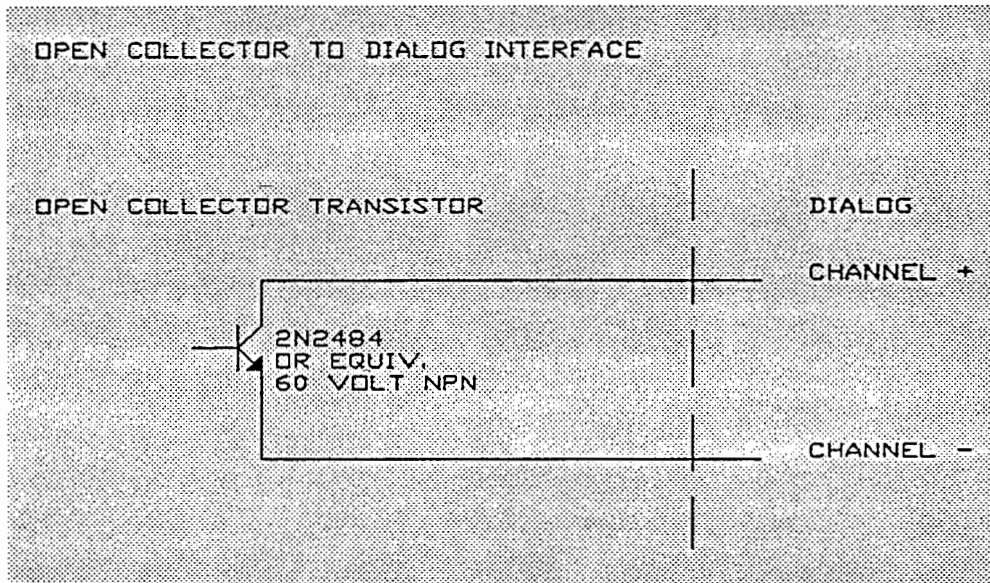 OPEN COLLECTOR TO DIALOG INTERFACE
OPEN COLLECTOR TRANSISTOR
DIALOG
CHANNEL +
2N2484
OR EQUIV,
60 VOLT NPN
CHANNEL -